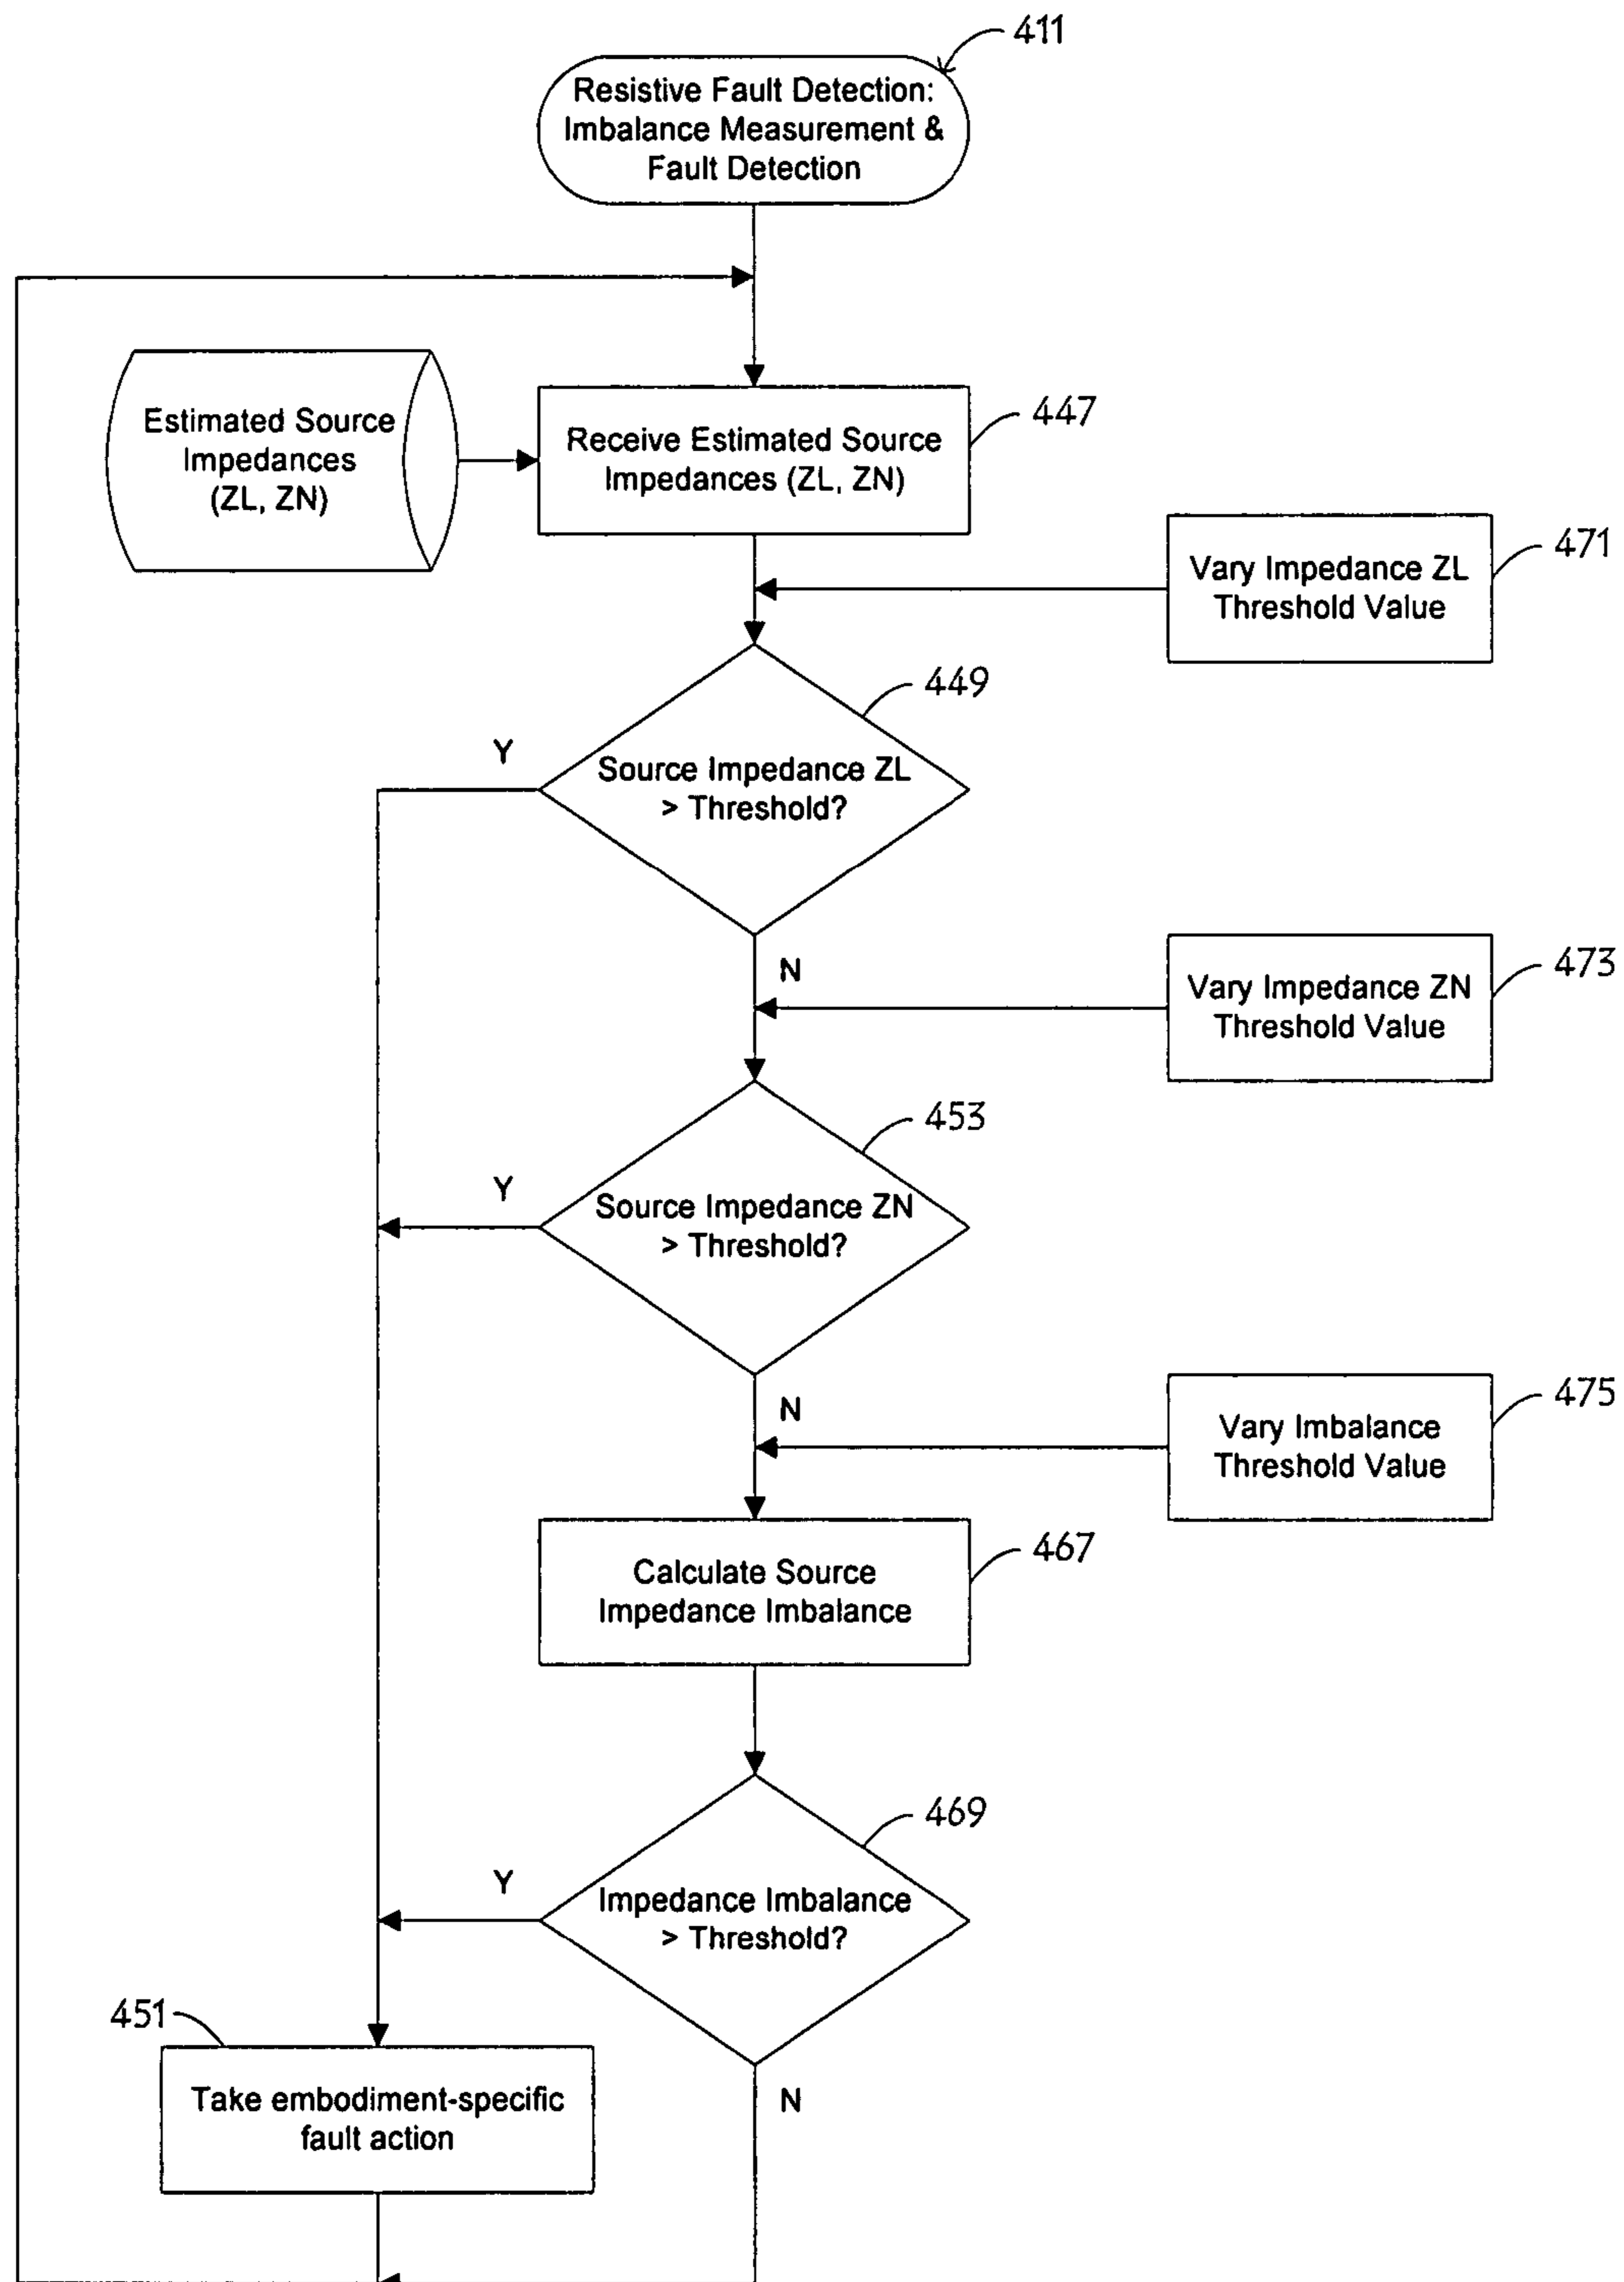 411
Resistive Fault Detection:
Imbalance Measurement &
Fault Detection
Estimated Source
Impedances
(ZL, ZN)
Receive Estimated Source
Impedances (ZL, ZN)
447
Vary Impedance ZL
Threshold Value
471
449
Y
Source Impedance ZL
> Threshold?
N
Vary Impedance ZN
Threshold Value
473
453
Y
Source Impedance ZN
> Threshold?
N
Vary Imbalance
Threshold Value
475
Calculate Source
Impedance Imbalance
467
469
Y
Impedance Imbalance
> Threshold?
N
451
Take embodiment-specific
fault action